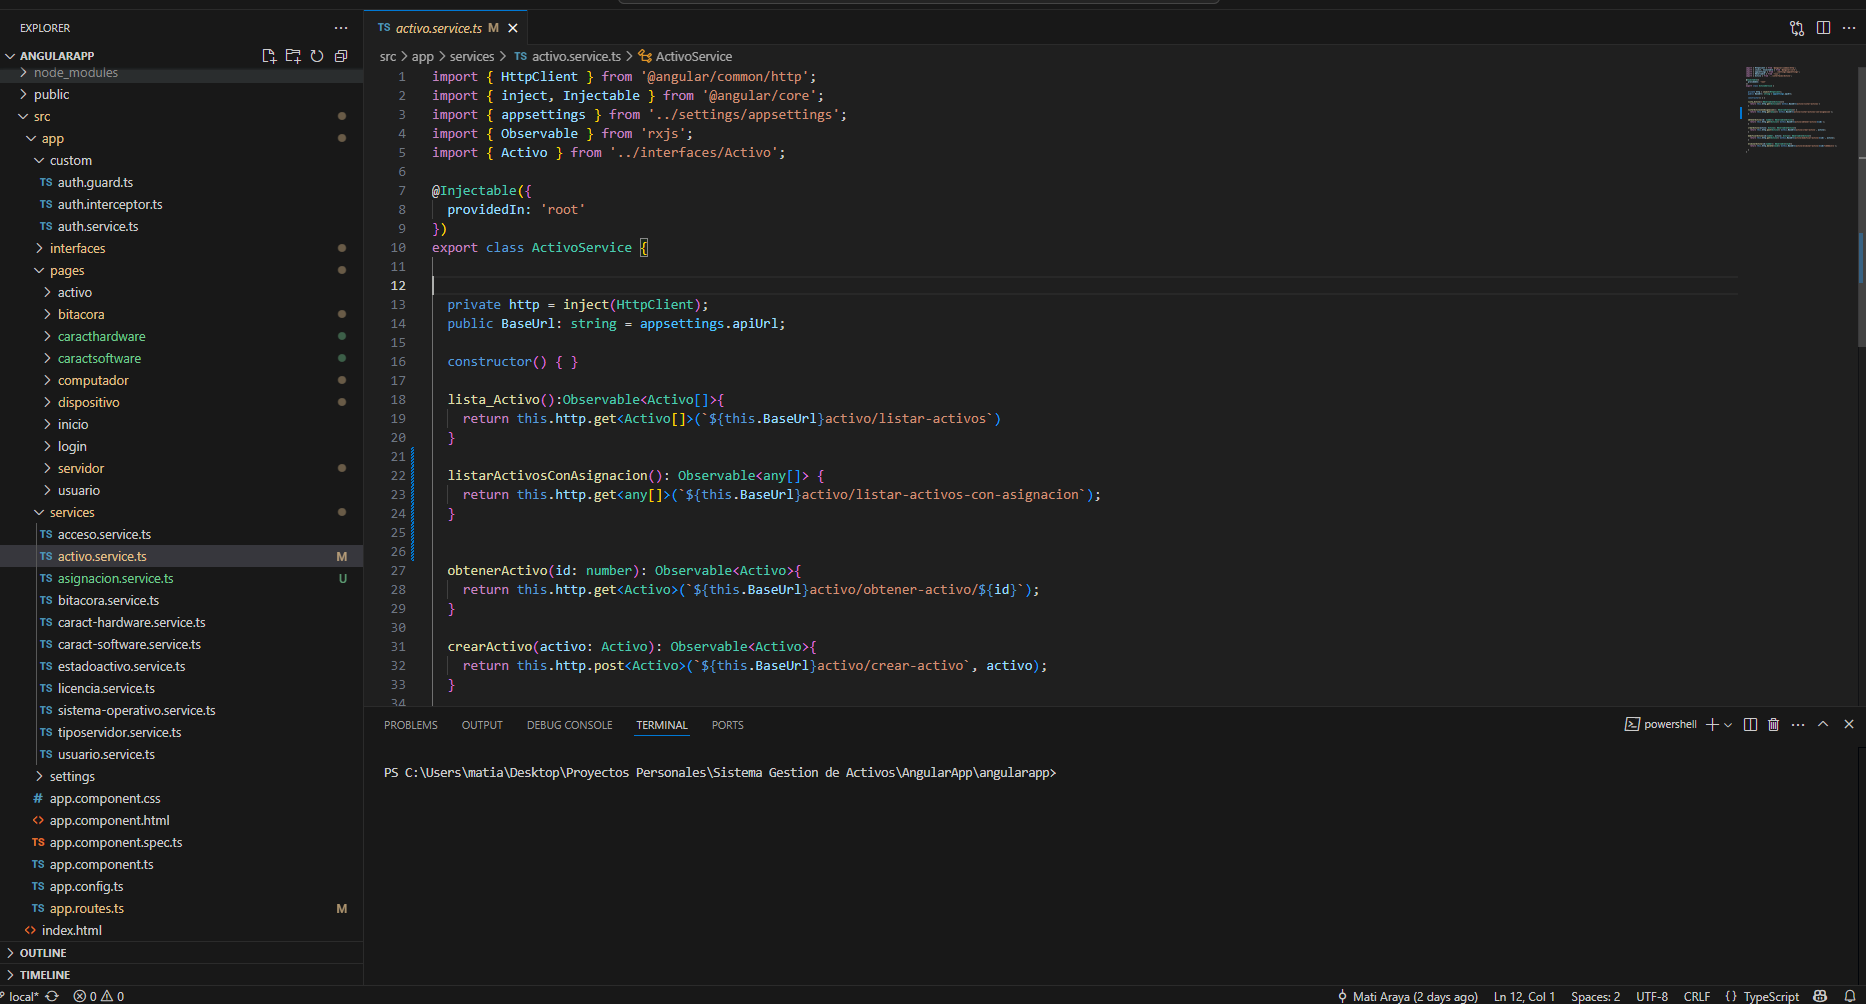 EXPLORER
ANGULARAPP
node_modules
public
src
app
custom
TS auth.guard.ts
TS auth.interceptor.ts
TS auth.service.ts
interfaces
pages
activo
bitacora
caracthardware
caractsoftware
computador
dispositivo
inicio
login
servidor
usuario
services
TS acceso.service.ts
TS activo.service.ts M
TS asignacion.service.ts U
TS bitacora.service.ts
TS caract-hardware.service.ts
TS caract-software.service.ts
TS estadoactivo.service.ts
TS licencia.service.ts
TS sistema-operativo.service.ts
TS tiposervidor.service.ts
TS usuario.service.ts
settings
# app.component.css
<> app.component.html
TS app.component.spec.ts
TS app.component.ts
TS app.config.ts
TS app.routes.ts M
<> index.html
OUTLINE
TIMELINE
TS activo.service.ts M
src > app > services > TS activo.service.ts > ActivoService
1 import { HttpClient } from '@angular/common/http';
2 import { inject, Injectable } from '@angular/core';
3 import { appsettings } from '../settings/appsettings';
4 import { Observable } from 'rxjs';
5 import { Activo } from '../interfaces/Activo';
6
7 @Injectable({
8 providedIn: 'root'
9 })
10 export class ActivoService {
11
12
13 private http = inject(HttpClient);
14 public BaseUrl: string = appsettings.apiUrl;
15
16 constructor() { }
17
18 lista_Activo():Observable<Activo[]>{
19 return this.http.get<Activo[]>(`${this.BaseUrl}activo/listar-activos`)
20 }
21
22 listarActivosConAsignacion(): Observable<any[]> {
23 return this.http.get<any[]>(`${this.BaseUrl}activo/listar-activos-con-asignacion`);
24 }
25
26
27 obtenerActivo(id: number): Observable<Activo>{
28 return this.http.get<Activo>(`${this.BaseUrl}activo/obtener-activo/${id}`);
29 }
30
31 crearActivo(activo: Activo): Observable<Activo>{
32 return this.http.post<Activo>(`${this.BaseUrl}activo/crear-activo`, activo);
33 }
34
PROBLEMS OUTPUT DEBUG CONSOLE TERMINAL PORTS
powershell
PS C:\Users\matia\Desktop\Proyectos Personales\Sistema Gestion de Activos\AngularApp\angularapp>
local* 0 0
Mati Araya (2 days ago) Ln 12, Col 1 Spaces: 2 UTF-8 CRLF {} TypeScript